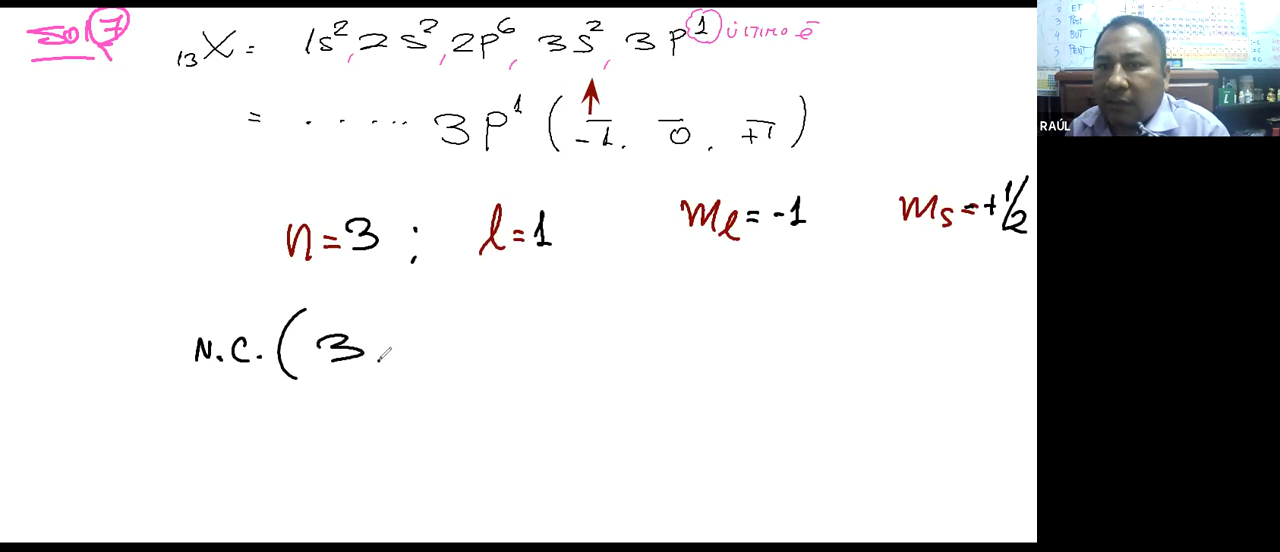 Sol 7
₁₃X = 1s², 2s², 2p⁶, 3s², 3p¹ último ē
= ........ 3p¹ ( -1, 0, +1 )
n=3 ; l=1 mₗ = -1 mₛ=+1/2
N.C. ( 3,
RAÚL